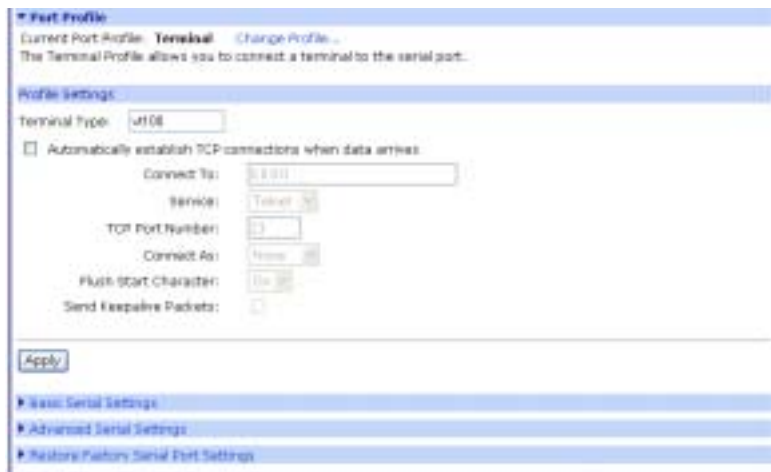 Port Profile
Current Port Profile: Terminal Change Profile...
The Terminal Profile allows you to connect a terminal to the serial port.
Profile Settings
Terminal Type: vt100
Automatically establish TCP connections when data arrives
Connect To:
Service: Telnet
TCP Port Number: 23
Connect As: None
Flush Start Character: On
Send Keepalive Packets:
Apply
Basic Serial Settings
Advanced Serial Settings
Restore Factory Serial Port Settings